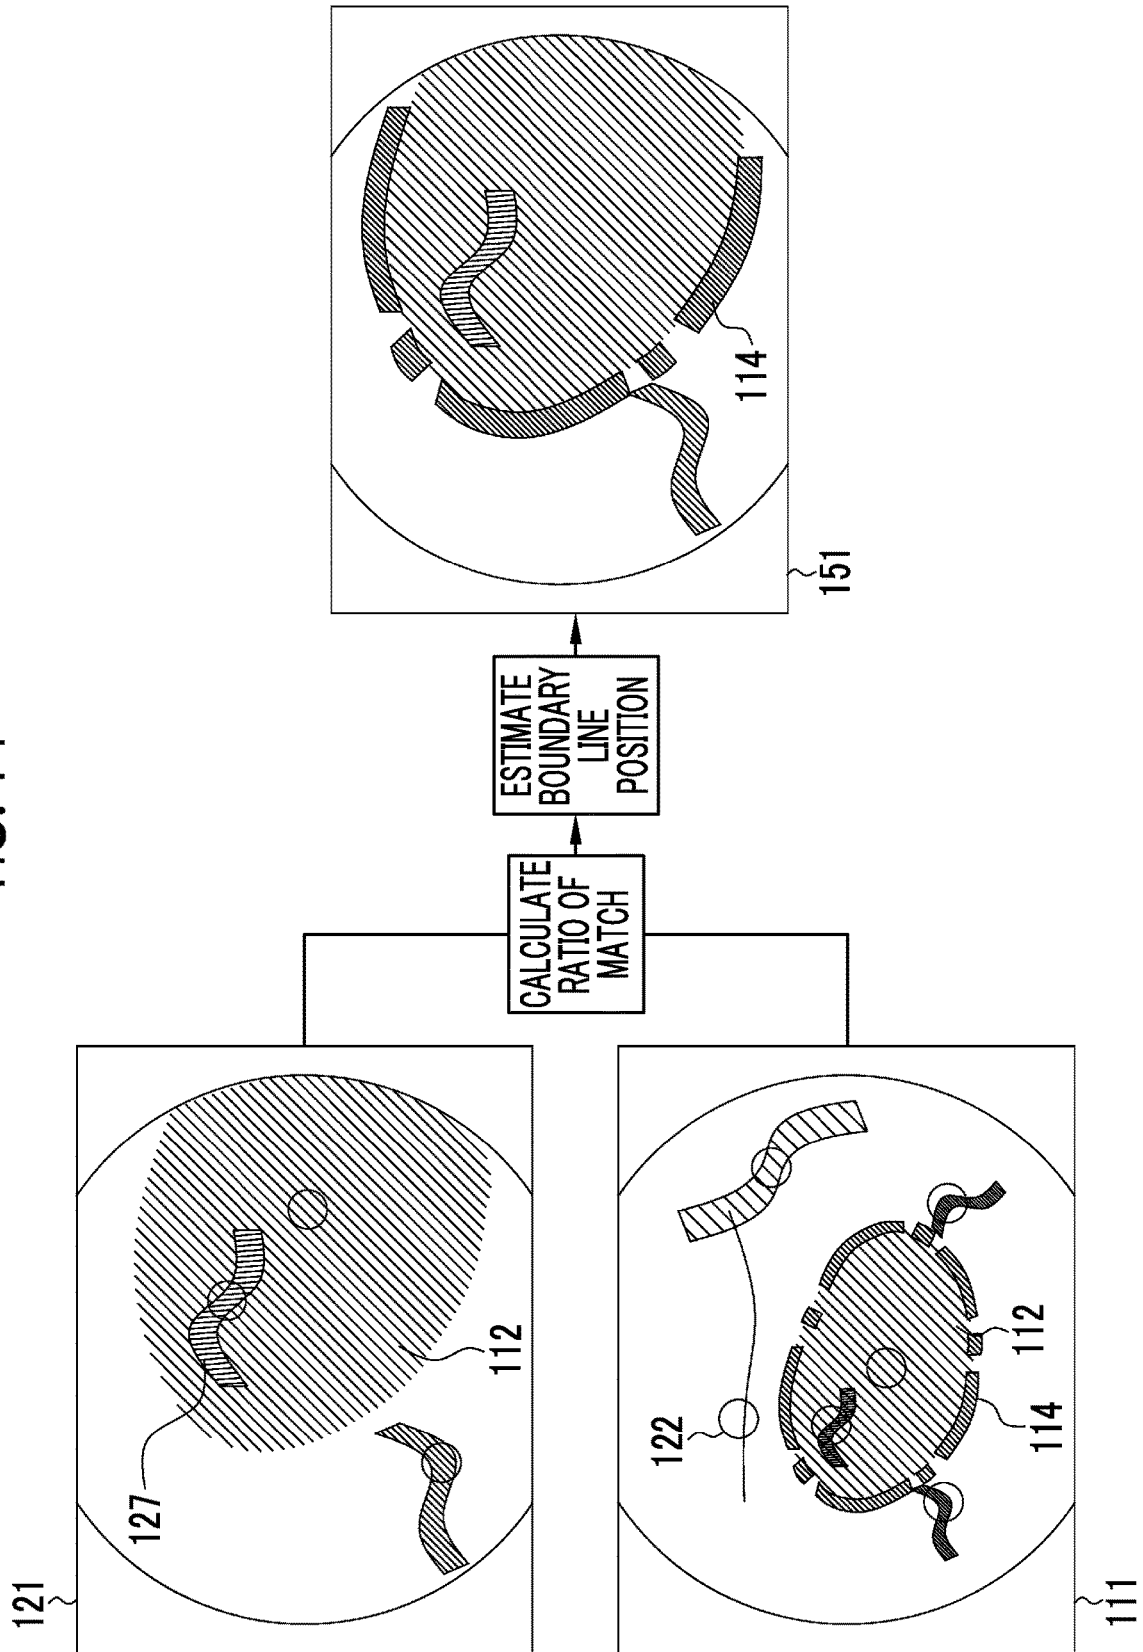 121
127
112
122
114
112
111
CALCULATE
RATIO OF
MATCH
ESTIMATE
BOUNDARY
LINE
POSITION
114
151